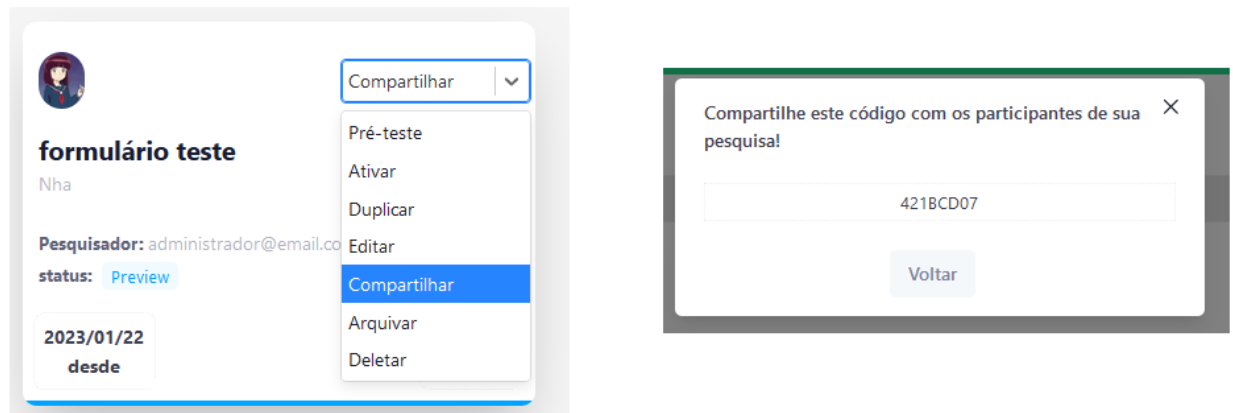 Compartilhar
formulário teste
Nha
Pesquisador: administrador@email.co
status: Preview
2023/01/22
desde
Pré-teste
Ativar
Duplicar
Editar
Compartilhar
Arquivar
Deletar
Compartilhe este código com os participantes de sua
pesquisa!
421BCD07
Voltar